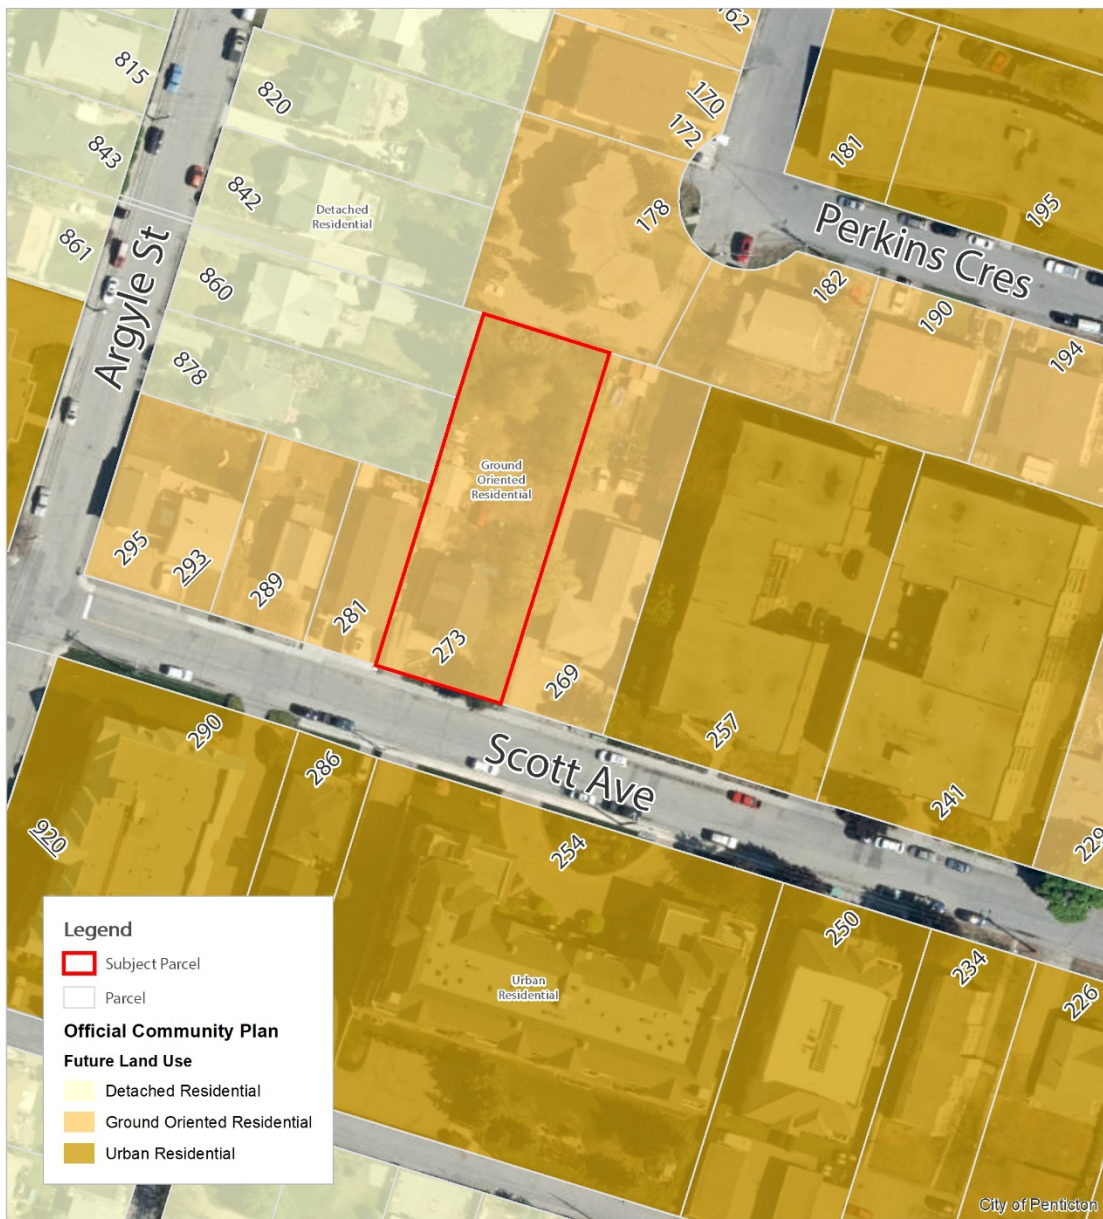 162
815
820
170
172
181
843
842
Detached
Residential
178
195
861
Perkins Cres
860
182
190
Argyle St
194
878
Ground
Oriented
Residential
295
293
289
281
273
269
257
241
229
Scott Ave
290
286
254
920
250
234
226
Urban
Residential
Legend
Subject Parcel
Parcel
Official Community Plan
Future Land Use
Detached Residential
Ground Oriented Residential
Urban Residential
City of Penticton